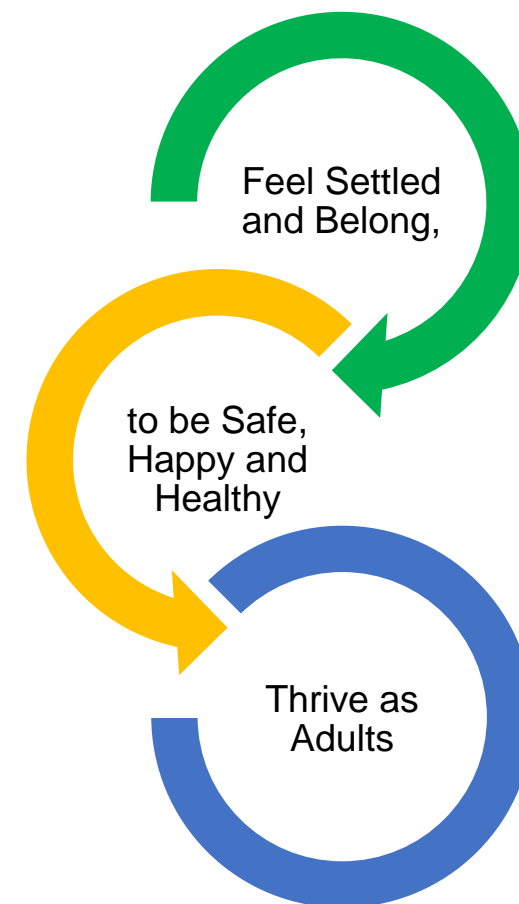 Feel Settled
and Belong,
to be Safe,
Happy and
Healthy
Thrive as
Adults